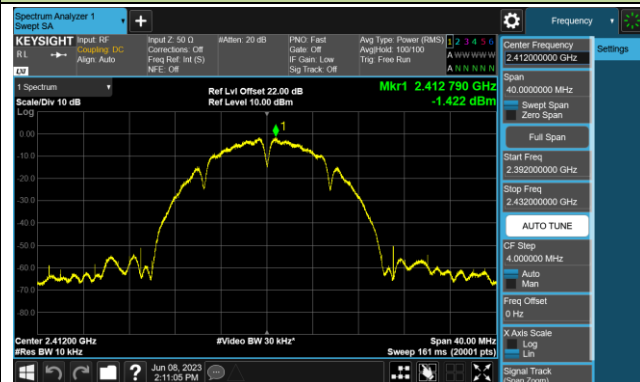 Spectrum Analyzer 1
Swept SA
Frequency
KEYSIGHT
Input: RF
Coupling: DC
Align: Auto
Input Z: 50 Ω
Corrections: Off
Freq Ref: Int (S)
NFE: Off
#Atten: 20 dB
PNO: Fast
Gate: Off
IF Gain: Low
Sig Track: Off
Avg Type: Power (RMS)
Avg|Hold: 100/100
Trig: Free Run
1 2 3 4 5 6
A W W W W W
A N N N N N
RL
LXI
1 Spectrum
Scale/Div 10 dB
Log
Ref Lvl Offset 22.00 dB
Ref Level 10.00 dBm
Mkr1 2.412 790 GHz
-1.422 dBm
1
0.00
-10.0
-20.0
-30.0
-40.0
-50.0
-60.0
-70.0
-80.0
Center 2.41200 GHz
#Res BW 10 kHz
#Video BW 30 kHz*
Span 40.00 MHz
Sweep 161 ms (20001 pts)
Jun 08, 2023
2:11:05 PM
Center Frequency
2.412000000 GHz
Span
40.0000000 MHz
Swept Span
Zero Span
Full Span
Start Freq
2.392000000 GHz
Stop Freq
2.432000000 GHz
AUTO TUNE
CF Step
4.000000 MHz
Auto
Man
Freq Offset
0 Hz
X Axis Scale
Log
Lin
Signal Track
(Span Zoom)
Settings